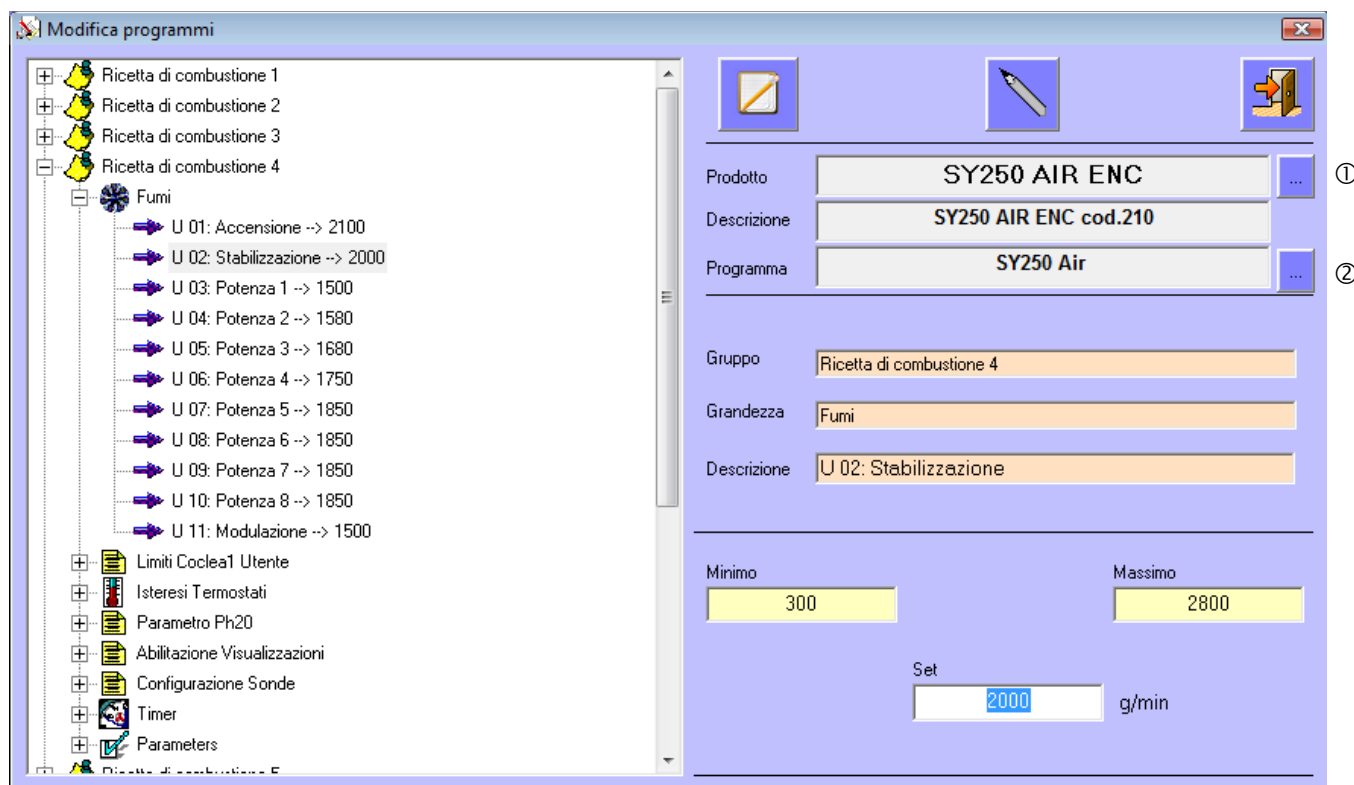 Modifica programmi
Ricetta di combustione 1
Ricetta di combustione 2
Ricetta di combustione 3
Ricetta di combustione 4
Fumi
U 01: Accensione --> 2100
U 02: Stabilizzazione --> 2000
U 03: Potenza 1 --> 1500
U 04: Potenza 2 --> 1580
U 05: Potenza 3 --> 1680
U 06: Potenza 4 --> 1750
U 07: Potenza 5 --> 1850
U 08: Potenza 6 --> 1850
U 09: Potenza 7 --> 1850
U 10: Potenza 8 --> 1850
U 11: Modulazione --> 1500
Limiti Coclea1 Utente
Isteresi Termostati
Parametro Ph20
Abilitazione Visualizzazioni
Configurazione Sonde
Timer
Parameters
Ricetta di combustione 5
Prodotto SY250 AIR ENC ... ①
Descrizione SY250 AIR ENC cod.210
Programma SY250 Air ... ②
Gruppo Ricetta di combustione 4
Grandezza Fumi
Descrizione U 02: Stabilizzazione
Minimo Massimo
300 2800
Set
2000 g/min